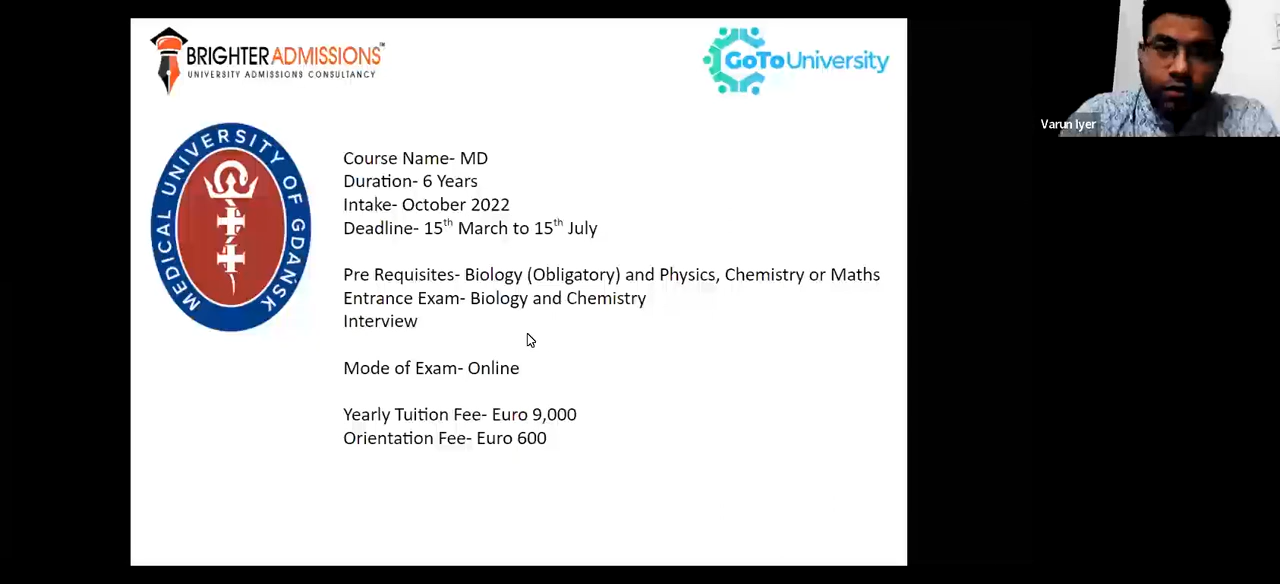 BRIGHTER ADMISSIONS™
UNIVERSITY ADMISSIONS CONSULTANCY
GoToUniversity
Varun Iyer
MEDICAL UNIVERSITY OF GDAŃSK
Course Name- MD
Duration- 6 Years
Intake- October 2022
Deadline- 15th March to 15th July
Pre Requisites- Biology (Obligatory) and Physics, Chemistry or Maths
Entrance Exam- Biology and Chemistry
Interview
Mode of Exam- Online
Yearly Tuition Fee- Euro 9,000
Orientation Fee- Euro 600